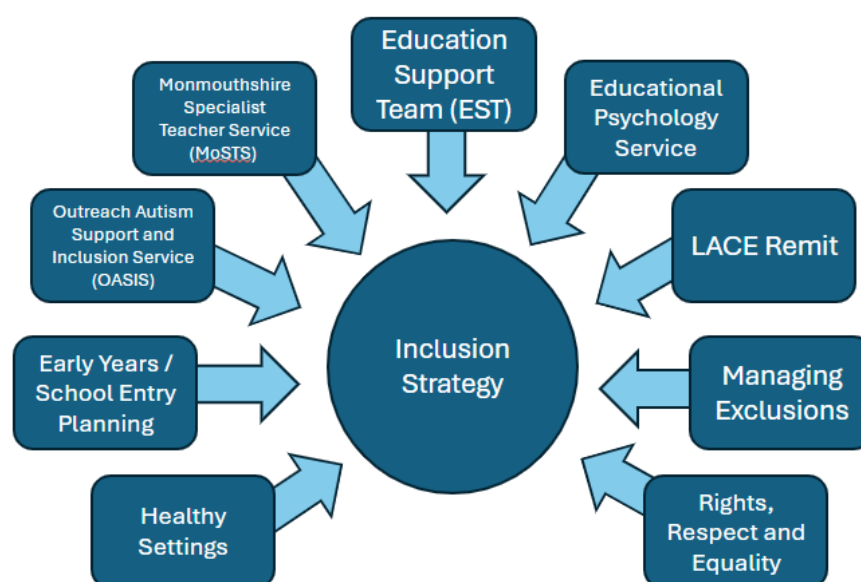 Education
Support
Team (EST)
Educational
Psychology
Service
LACE Remit
Managing
Exclusions
Rights,
Respect and
Equality
Healthy
Settings
Early Years /
School Entry
Planning
Outreach Autism
Support and
Inclusion Service
(OASIS)
Monmouthshire
Specialist
Teacher Service
(MoSTS)
Inclusion
Strategy